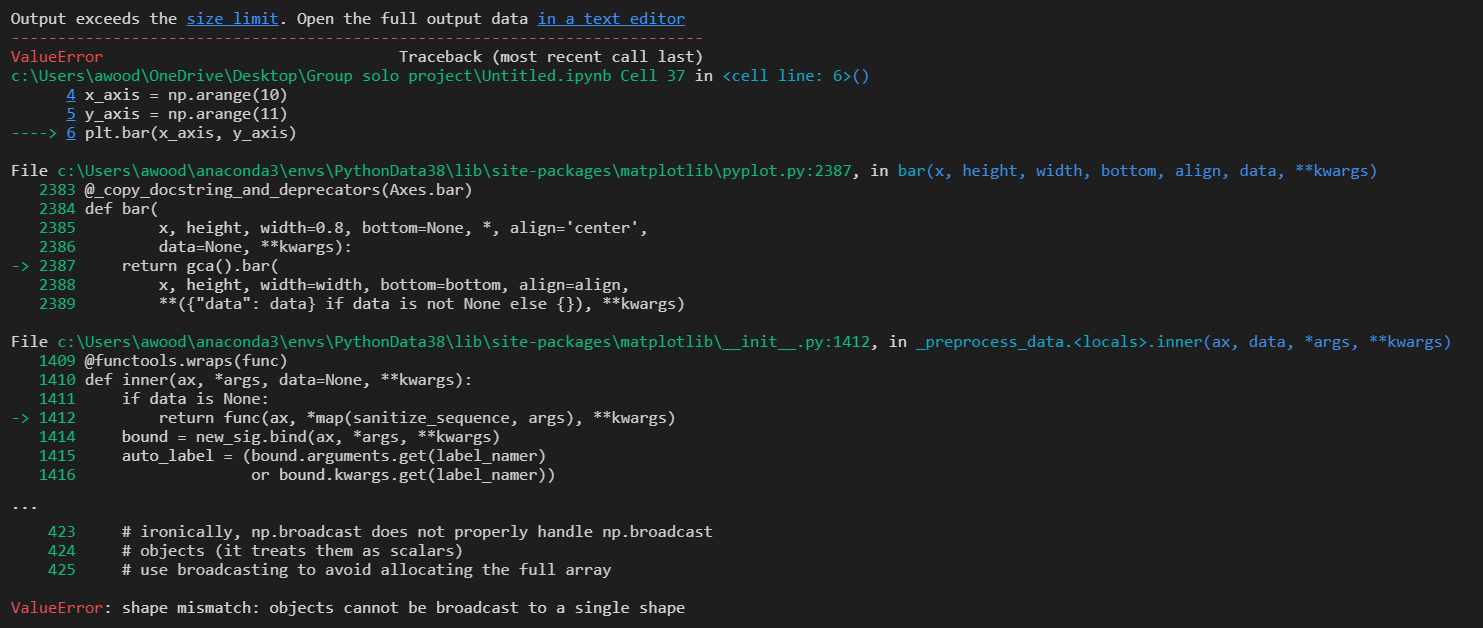 Output exceeds the size limit. Open the full output data in a text editor
---------------------------------------------------------------------------
ValueError                                Traceback (most recent call last)
c:\Users\awood\OneDrive\Desktop\Group solo project\Untitled.ipynb Cell 37 in <cell line: 6>()
      4 x_axis = np.arange(10)
      5 y_axis = np.arange(11)
----> 6 plt.bar(x_axis, y_axis)
File c:\Users\awood\anaconda3\envs\PythonData38\lib\site-packages\matplotlib\pyplot.py:2387, in bar(x, height, width, bottom, align, data, **kwargs)
   2383 @_copy_docstring_and_deprecators(Axes.bar)
   2384 def bar(
   2385         x, height, width=0.8, bottom=None, *, align='center',
   2386         data=None, **kwargs):
-> 2387     return gca().bar(
   2388         x, height, width=width, bottom=bottom, align=align,
   2389         **({"data": data} if data is not None else {}), **kwargs)
File c:\Users\awood\anaconda3\envs\PythonData38\lib\site-packages\matplotlib\__init__.py:1412, in _preprocess_data.<locals>.inner(ax, data, *args, **kwargs)
   1409 @functools.wraps(func)
   1410 def inner(ax, *args, data=None, **kwargs):
   1411     if data is None:
-> 1412         return func(ax, *map(sanitize_sequence, args), **kwargs)
   1414     bound = new_sig.bind(ax, *args, **kwargs)
   1415     auto_label = (bound.arguments.get(label_namer)
   1416                   or bound.kwargs.get(label_namer))
...
    423     # ironically, np.broadcast does not properly handle np.broadcast
    424     # objects (it treats them as scalars)
    425     # use broadcasting to avoid allocating the full array
ValueError: shape mismatch: objects cannot be broadcast to a single shape